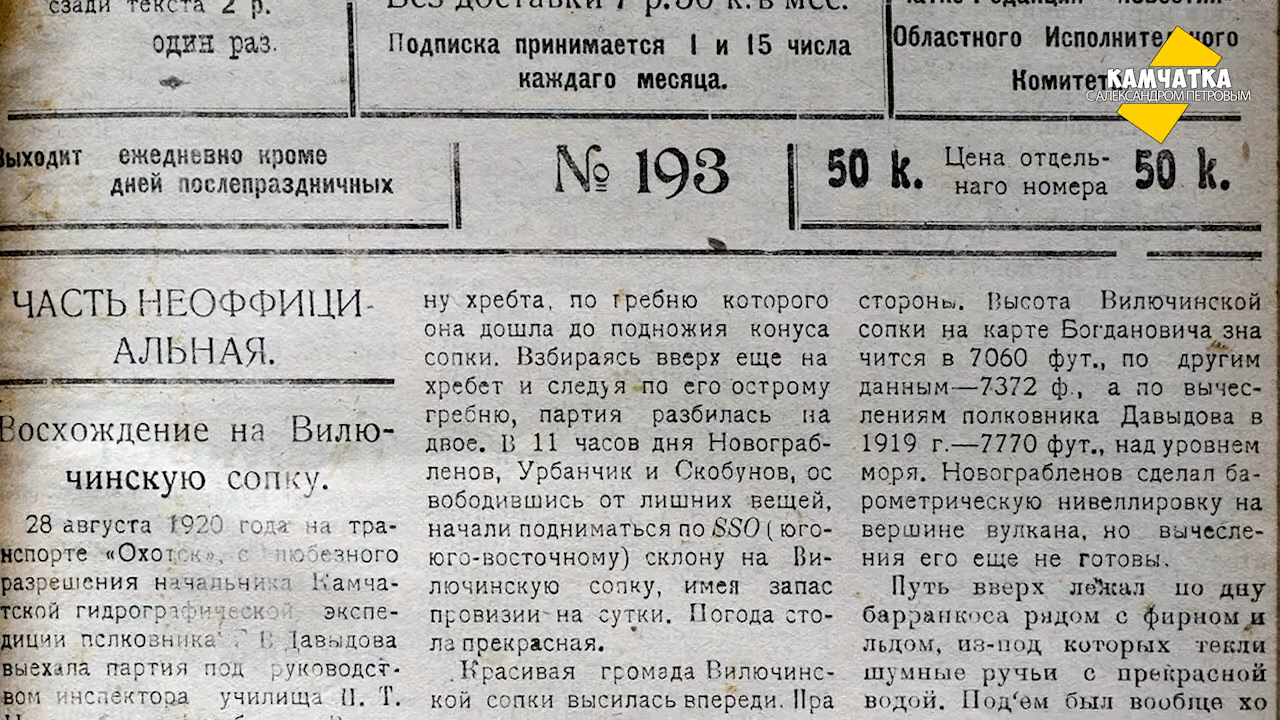 сзади текста 2 р.
один раз.
Без доставки 7 р.50 к. в мес.
Подписка принимается 1 и 15 числа
каждаго месяца.
Областного Исполнительного
Комитета
КАМЧАТКА
С АЛЕКСАНДРОМ ПЕТРОВЫМ
Выходит ежедневно кроме
дней послепраздничных
№ 193
50 к. Цена отдель-
наго номера 50 к.
ЧАСТЬ НЕОФФИЦИ-
АЛЬНАЯ.
Восхождение на Вилю-
чинскую сопку.
28 августа 1920 года на тра-
нспорте «Охотск», с любезного
разрешения начальника Камча-
тской гидрографической экспе-
диции полковника Г В Давыдова
выехала партия под руководст-
вом инспектора училища П. Т.
ну хребта, по гребню которого
она дошла до подножия конуса
сопки. Взбираясь вверх еще на
хребет и следуя по его острому
гребню, партия разбилась на
двое. В 11 часов дня Новограб-
ленов, Урбанчик и Скобунов, ос
вободившись от лишних вещей,
начали подниматься по SSO (юго-
юго-восточному) склону на Ви-
лючинскую сопку, имея запас
провизии на сутки. Погода стоя-
ла прекрасная.
Красивая громада Вилючинс-
кой сопки высилась впереди. Пра
стороны. Высота Вилючинской
сопки на карте Богдановича зна
чится в 7060 фут., по другим
данным—7372 ф., а по вычес-
лениям полковника Давыдова в
1919 г.—7770 фут., над уровнем
моря. Новограбленов сделал ба-
рометрическую нивеллировку на
вершине вулкана, но вычесле-
ния его еще не готовы.
Путь вверх лежал по дну
барранкоса рядом с фирном и
льдом, из-под которых текли
шумные ручьи с прекрасной
водой. Под'ем был вообще хо